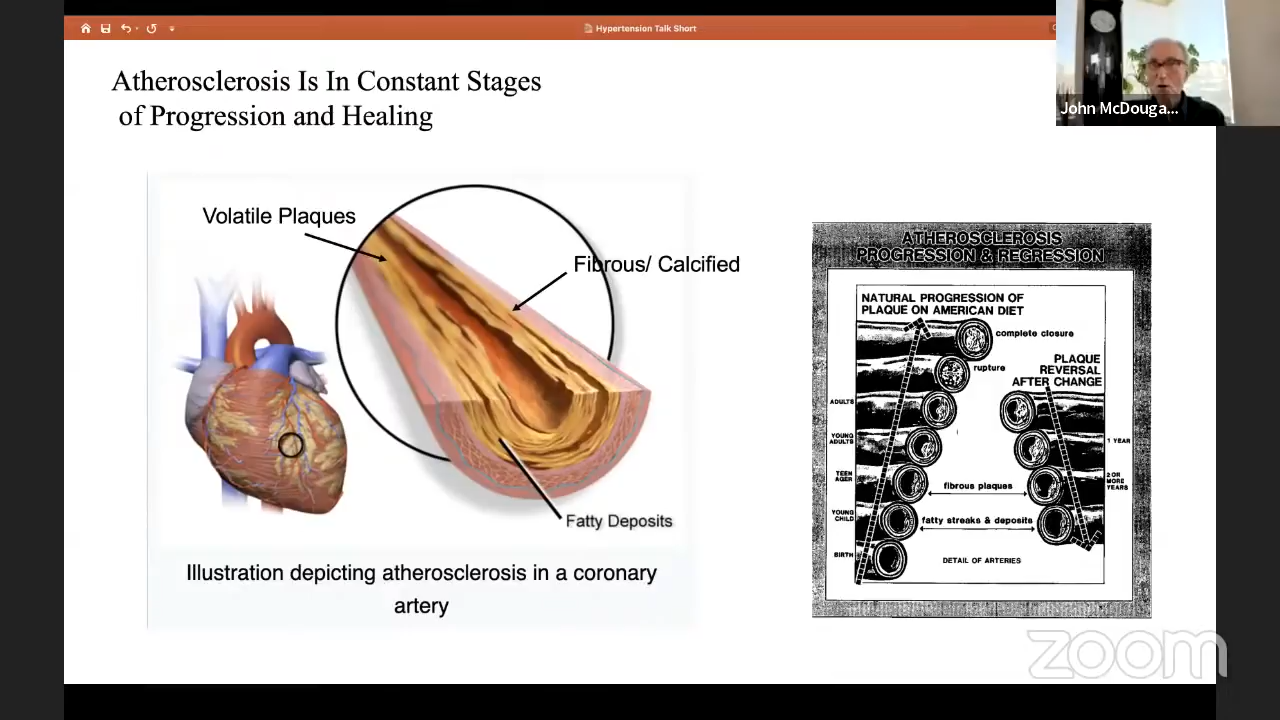 Hypertension Talk Short
John McDouga...
Atherosclerosis Is In Constant Stages
of Progression and Healing
Volatile Plaques
Fibrous/ Calcified
Fatty Deposits
Illustration depicting atherosclerosis in a coronary
artery
ATHEROSCLEROSIS
PROGRESSION & REGRESSION
NATURAL PROGRESSION OF
PLAQUE ON AMERICAN DIET
complete closure
rupture
PLAQUE
REVERSAL
AFTER CHANGE
ADULTS
YOUNG
ADULTS
1 YEAR
TEEN
AGER
fibrous plaques
2 OR
MORE
YEARS
YOUNG
CHILD
fatty streaks & deposits
BIRTH
DETAIL OF ARTERIES
zoom